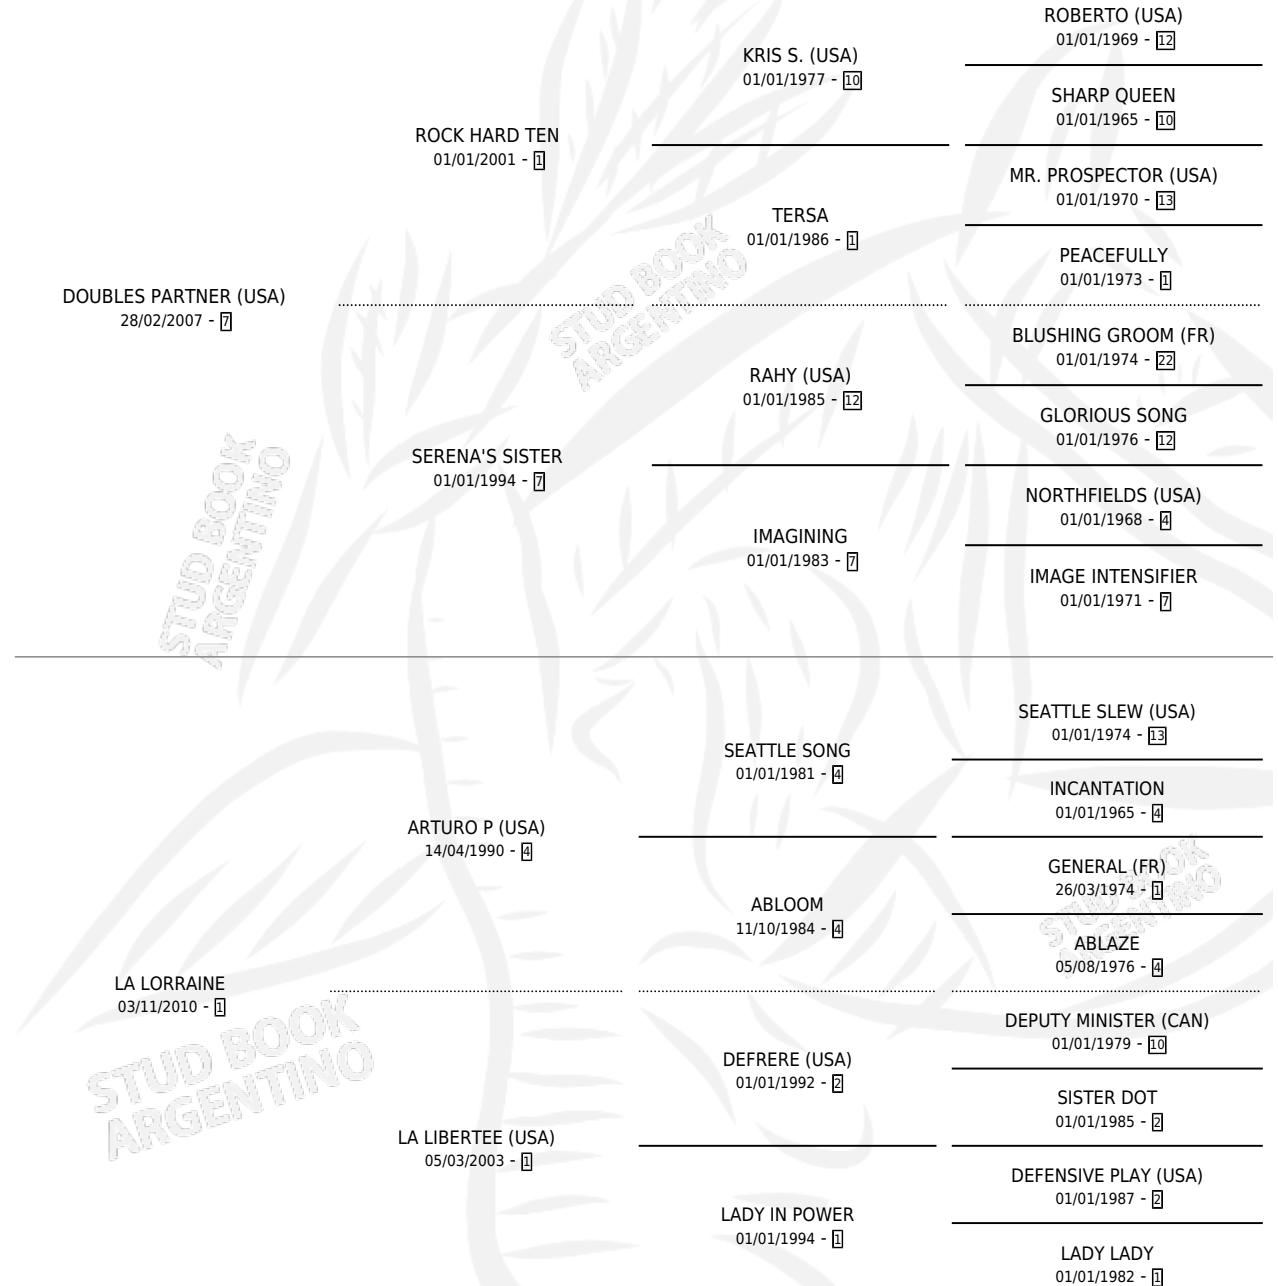 ROBERTO (USA)
01/01/1969 - 12
KRIS S. (USA)
01/01/1977 - 10
SHARP QUEEN
01/01/1965 - 10
ROCK HARD TEN
01/01/2001 - 1
MR. PROSPECTOR (USA)
01/01/1970 - 13
TERSA
01/01/1986 - 1
PEACEFULLY
01/01/1973 - 1
DOUBLES PARTNER (USA)
28/02/2007 - 7
BLUSHING GROOM (FR)
01/01/1974 - 22
RAHY (USA)
01/01/1985 - 12
GLORIOUS SONG
01/01/1976 - 12
SERENA'S SISTER
01/01/1994 - 7
NORTHFIELDS (USA)
01/01/1968 - 4
IMAGINING
01/01/1983 - 7
IMAGE INTENSIFIER
01/01/1971 - 7
SEATTLE SLEW (USA)
01/01/1974 - 13
SEATTLE SONG
01/01/1981 - 4
INCANTATION
01/01/1965 - 4
ARTURO P (USA)
14/04/1990 - 4
GENERAL (FR)
26/03/1974 - 1
ABLOOM
11/10/1984 - 4
ABLAZE
05/08/1976 - 4
LA LORRAINE
03/11/2010 - 1
DEPUTY MINISTER (CAN)
01/01/1979 - 10
DEFRERE (USA)
01/01/1992 - 2
SISTER DOT
01/01/1985 - 2
LA LIBERTEE (USA)
05/03/2003 - 1
DEFENSIVE PLAY (USA)
01/01/1987 - 2
LADY IN POWER
01/01/1994 - 1
LADY LADY
01/01/1982 - 1
STUD BOOK
ARGENTINO
STUD BOOK
ARGENTINO
STUD BOOK
ARGENTINO
STUD BOOK
ARGENTINO